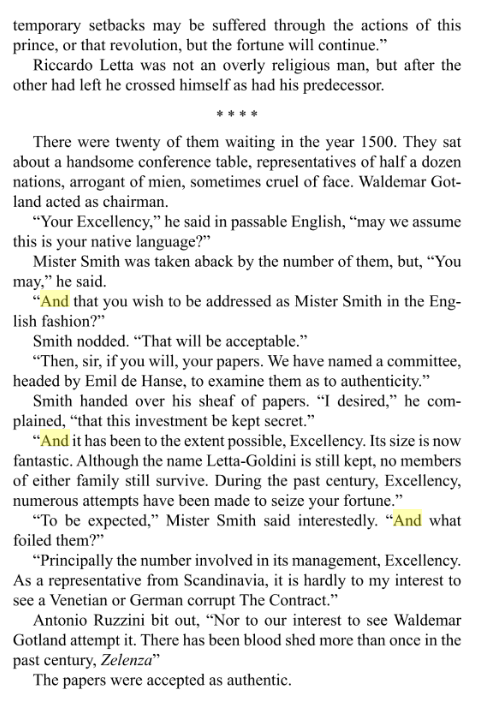 temporary setbacks may be suffered through the actions of this
prince, or that revolution, but the fortune will continue.”
Riccardo Letta was not an overly religious man, but after the
other had left he crossed himself as had his predecessor.
* * * *
There were twenty of them waiting in the year 1500. They sat
about a handsome conference table, representatives of half a dozen
nations, arrogant of mien, sometimes cruel of face. Waldemar Got-
land acted as chairman.
“Your Excellency,” he said in passable English, “may we assume
this is your native language?”
Mister Smith was taken aback by the number of them, but, “You
may,” he said.
“And that you wish to be addressed as Mister Smith in the Eng-
lish fashion?”
Smith nodded. “That will be acceptable.”
“Then, sir, if you will, your papers. We have named a committee,
headed by Emil de Hanse, to examine them as to authenticity.”
Smith handed over his sheaf of papers. “I desired,” he com-
plained, “that this investment be kept secret.”
“And it has been to the extent possible, Excellency. Its size is now
fantastic. Although the name Letta-Goldini is still kept, no members
of either family still survive. During the past century, Excellency,
numerous attempts have been made to seize your fortune.”
“To be expected,” Mister Smith said interestedly. “And what
foiled them?”
“Principally the number involved in its management, Excellency.
As a representative from Scandinavia, it is hardly to my interest to
see a Venetian or German corrupt The Contract.”
Antonio Ruzzini bit out, “Nor to our interest to see Waldemar
Gotland attempt it. There has been blood shed more than once in the
past century, Zelenza”
The papers were accepted as authentic.